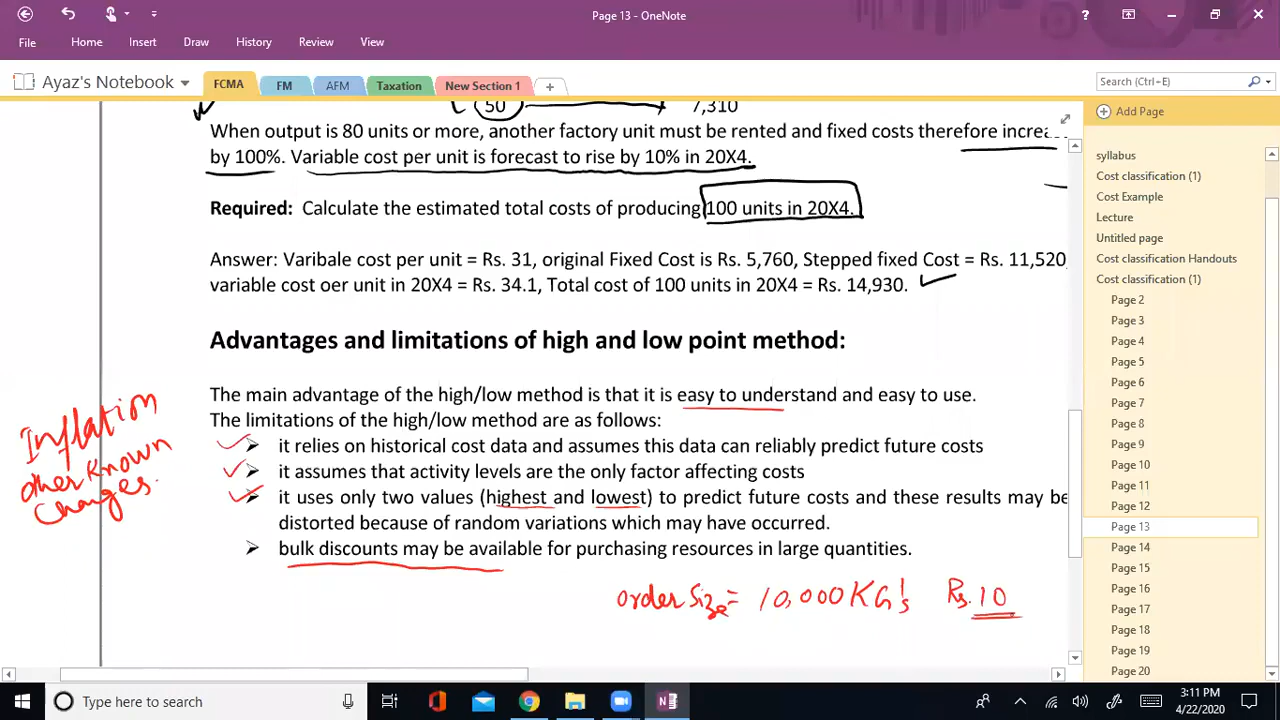 Page 13 - OneNote
?
File Home Insert Draw History Review View
Ayaz's Notebook
FCMA FM AFM Taxation New Section 1
Search (Ctrl+E)
50 7,310
When output is 80 units or more, another factory unit must be rented and fixed costs therefore increa
by 100%. Variable cost per unit is forecast to rise by 10% in 20X4.
Required: Calculate the estimated total costs of producing 100 units in 20X4.
Answer: Varibale cost per unit = Rs. 31, original Fixed Cost is Rs. 5,760, Stepped fixed Cost = Rs. 11,520,
variable cost oer unit in 20X4 = Rs. 34.1, Total cost of 100 units in 20X4 = Rs. 14,930.
Advantages and limitations of high and low point method:
The main advantage of the high/low method is that it is easy to understand and easy to use.
The limitations of the high/low method are as follows:
it relies on historical cost data and assumes this data can reliably predict future costs
it assumes that activity levels are the only factor affecting costs
it uses only two values (highest and lowest) to predict future costs and these results may be
distorted because of random variations which may have occurred.
bulk discounts may be available for purchasing resources in large quantities.
Inflation
other Known
changes.
order Size = 10,000 KG's Rs. 10
Add Page
syllabus
Cost classification (1)
Cost Example
Lecture
Untitled page
Cost classification Handouts
Cost classification (1)
Page 2
Page 3
Page 4
Page 5
Page 6
Page 7
Page 8
Page 9
Page 10
Page 11
Page 12
Page 13
Page 14
Page 15
Page 16
Page 17
Page 18
Page 19
Page 20
Type here to search
3:11 PM
4/22/2020